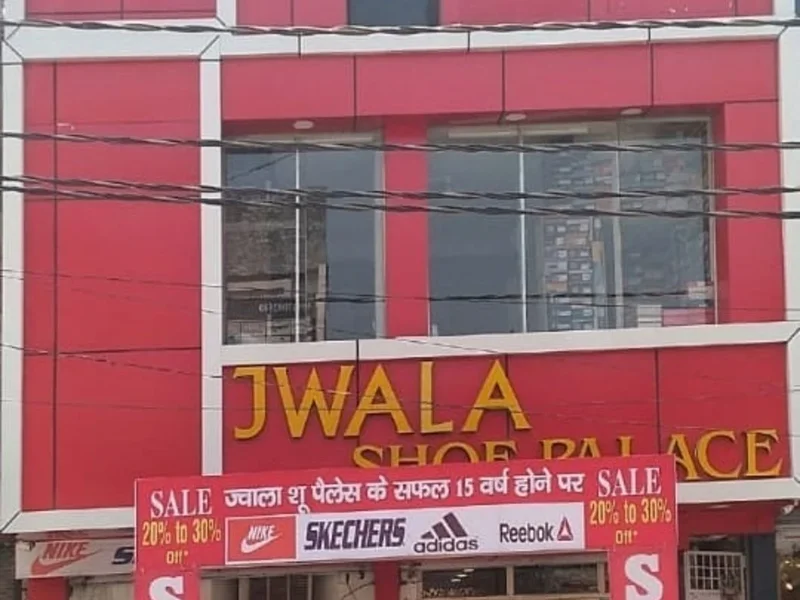 JWALA
SHOE PALACE
ज्वाला शू पैलेस के सफल 15 वर्ष होने पर
SALE
20% to 30%
Off*
NIKE
SKECHERS
adidas
Reebok
SALE
20% to 30%
Off*
NIKE
S
S
S